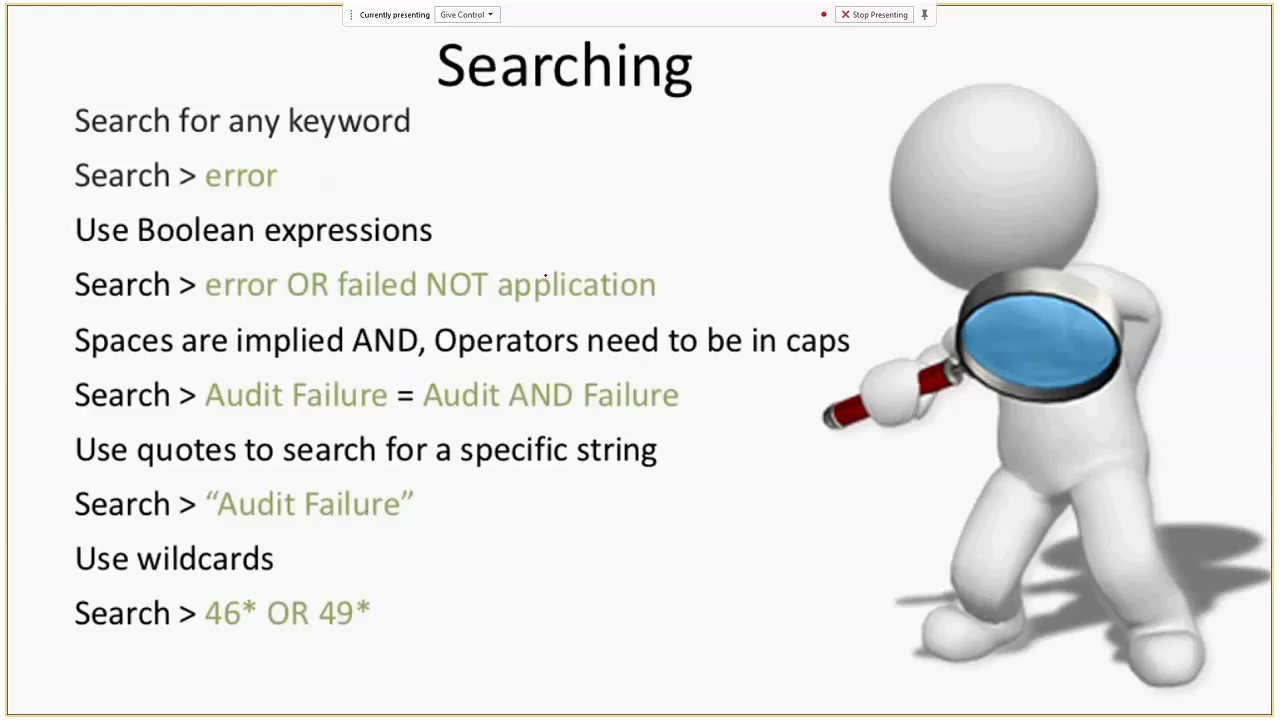 Currently presenting Give Control Stop Presenting
Searching
Search for any keyword
Search > error
Use Boolean expressions
Search > error OR failed NOT application
Spaces are implied AND, Operators need to be in caps
Search > Audit Failure = Audit AND Failure
Use quotes to search for a specific string
Search > “Audit Failure”
Use wildcards
Search > 46* OR 49*